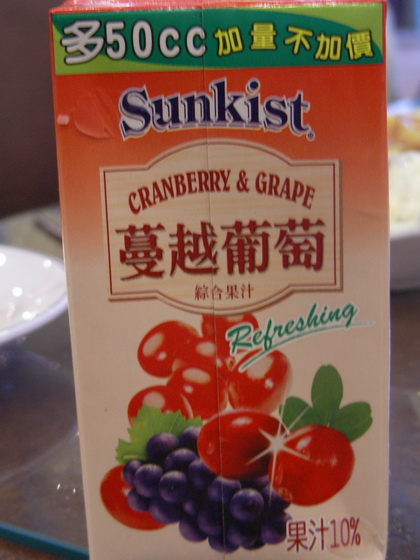 多50cc加量不加價
Sunkist.
CRANBERRY & GRAPE
蔓越葡萄
綜合果汁
Refreshing
果汁10%